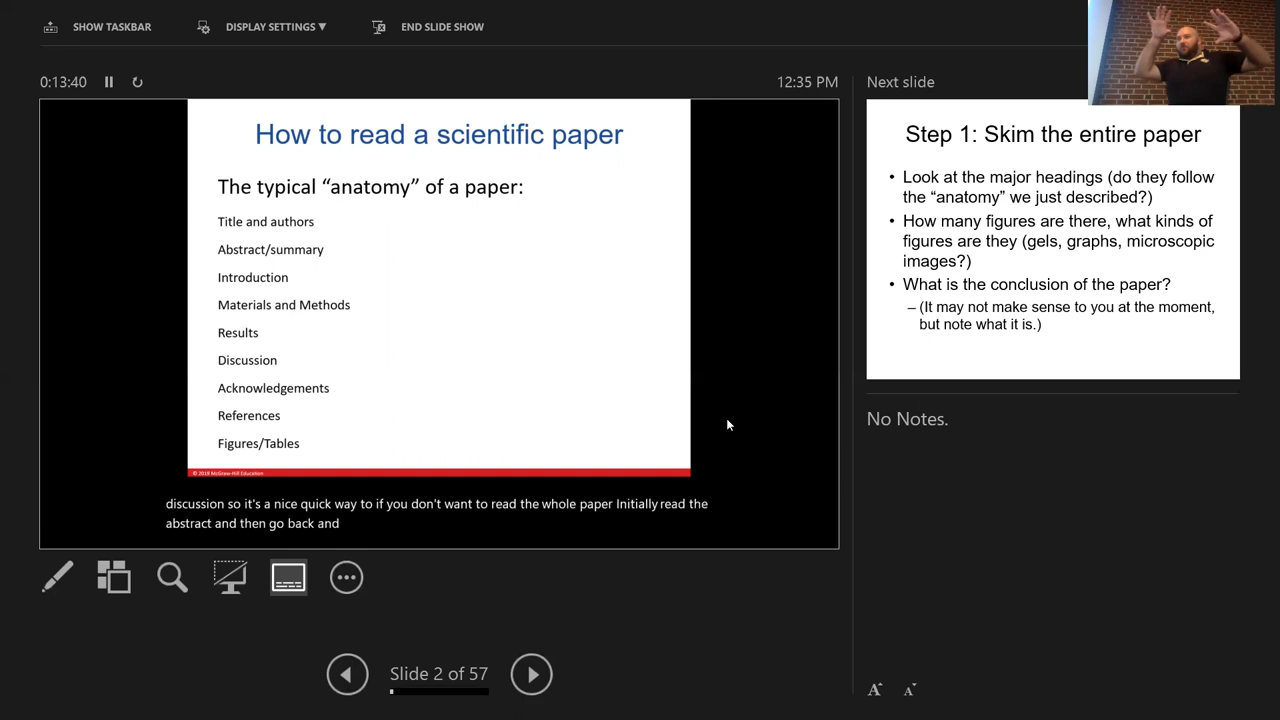 SHOW TASKBAR
DISPLAY SETTINGS ▼
END SLIDE SHOW
0:13:40
12:35 PM
How to read a scientific paper
The typical “anatomy” of a paper:
Title and authors
Abstract/summary
Introduction
Materials and Methods
Results
Discussion
Acknowledgements
References
Figures/Tables
© 2018 McGraw-Hill Education
discussion so it's a nice quick way to if you don't want to read the whole paper Initially read the
abstract and then go back and
Slide 2 of 57
Next slide
Step 1: Skim the entire paper
• Look at the major headings (do they follow
the “anatomy” we just described?)
• How many figures are there, what kinds of
figures are they (gels, graphs, microscopic
images?)
• What is the conclusion of the paper?
– (It may not make sense to you at the moment,
but note what it is.)
No Notes.
A A